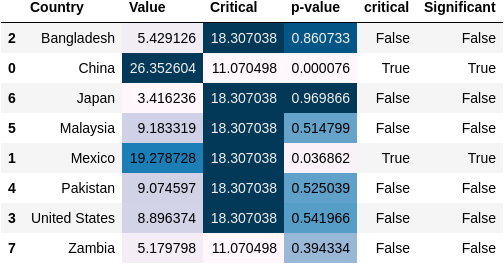 Country Value Critical p-value critical Significant
2 Bangladesh 5.429126 18.307038 0.860733 False False
0 China 26.352604 11.070498 0.000076 True True
6 Japan 3.416236 18.307038 0.969866 False False
5 Malaysia 9.183319 18.307038 0.514799 False False
1 Mexico 19.278728 18.307038 0.036862 True True
4 Pakistan 9.074597 18.307038 0.525039 False False
3 United States 8.896374 18.307038 0.541966 False False
7 Zambia 5.179798 11.070498 0.394334 False False